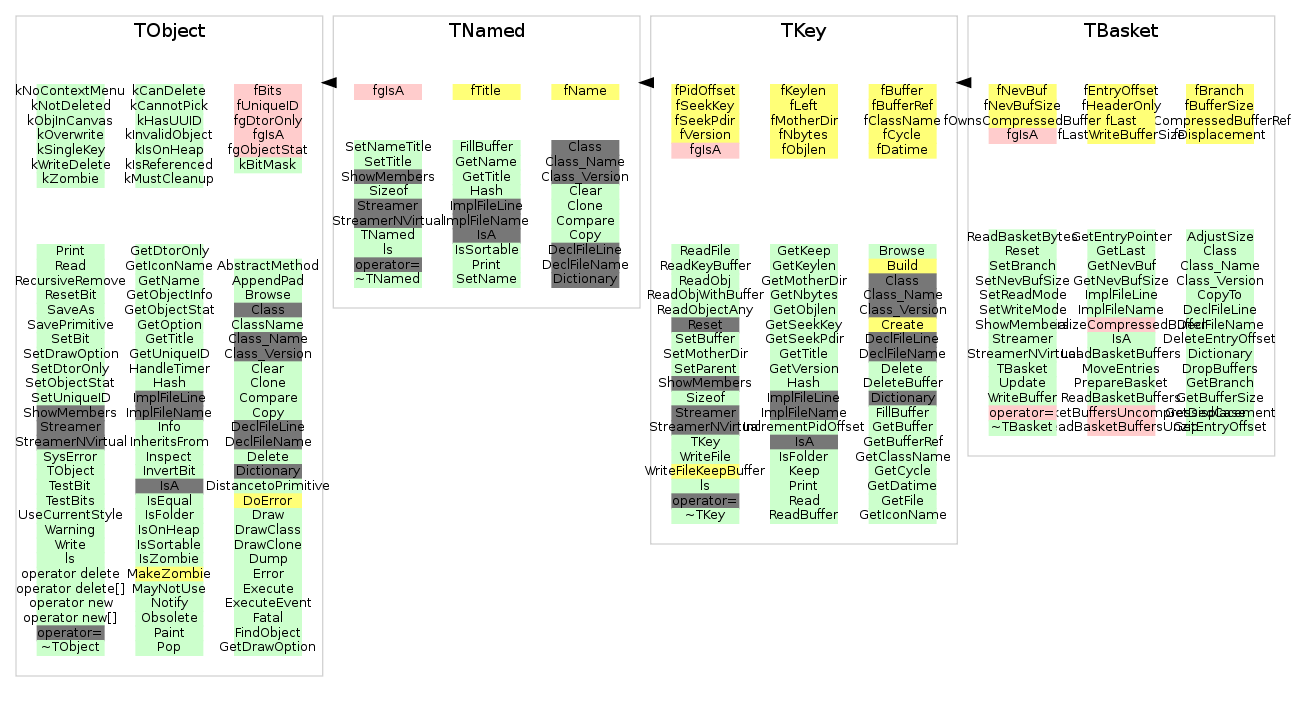 TObject
kNoContextMenu
kNotDeleted
kObjInCanvas
kOverwrite
kSingleKey
kWriteDelete
kZombie
kCanDelete
kCannotPick
kHasUUID
kInvalidObject
kIsOnHeap
kIsReferenced
kMustCleanup
fBits
fUniqueID
fgDtorOnly
fgIsA
fgObjectStat
kBitMask
Print
Read
RecursiveRemove
ResetBit
SaveAs
SavePrimitive
SetBit
SetDrawOption
SetDtorOnly
SetObjectStat
SetUniqueID
ShowMembers
Streamer
StreamerNVirtual
SysError
TObject
TestBit
TestBits
UseCurrentStyle
Warning
Write
ls
operator delete
operator delete[]
operator new
operator new[]
operator=
~TObject
GetDtorOnly
GetIconName
GetName
GetObjectInfo
GetObjectStat
GetOption
GetTitle
GetUniqueID
HandleTimer
Hash
ImplFileLine
ImplFileName
Info
InheritsFrom
Inspect
InvertBit
IsA
IsEqual
IsFolder
IsOnHeap
IsSortable
IsZombie
MakeZombie
MayNotUse
Notify
Obsolete
Paint
Pop
AbstractMethod
AppendPad
Browse
Class
ClassName
Class_Name
Class_Version
Clear
Clone
Compare
Copy
DeclFileLine
DeclFileName
Delete
Dictionary
DistancetoPrimitive
DoError
Draw
DrawClass
DrawClone
Dump
Error
Execute
ExecuteEvent
Fatal
FindObject
GetDrawOption
TNamed
fgIsA
fTitle
fName
SetNameTitle
SetTitle
ShowMembers
Sizeof
Streamer
StreamerNVirtual
TNamed
ls
operator=
~TNamed
FillBuffer
GetName
GetTitle
Hash
ImplFileLine
ImplFileName
IsA
IsSortable
Print
SetName
Class
Class_Name
Class_Version
Clear
Clone
Compare
Copy
DeclFileLine
DeclFileName
Dictionary
TKey
fPidOffset
fSeekKey
fSeekPdir
fVersion
fgIsA
fKeylen
fLeft
fMotherDir
fNbytes
fObjlen
fBuffer
fBufferRef
fClassName
fCycle
fDatime
ReadFile
ReadKeyBuffer
ReadObj
ReadObjWithBuffer
ReadObjectAny
Reset
SetBuffer
SetMotherDir
SetParent
ShowMembers
Sizeof
Streamer
StreamerNVirtual
TKey
WriteFile
WriteFileKeepBuffer
ls
operator=
~TKey
GetKeep
GetKeylen
GetMotherDir
GetNbytes
GetObjlen
GetSeekKey
GetSeekPdir
GetTitle
GetVersion
Hash
ImplFileLine
ImplFileName
IncrementPidOffset
IsA
IsFolder
Keep
Print
Read
ReadBuffer
Browse
Build
Class
Class_Name
Class_Version
Create
DeclFileLine
DeclFileName
Delete
DeleteBuffer
Dictionary
FillBuffer
GetBuffer
GetBufferRef
GetClassName
GetCycle
GetDatime
GetFile
GetIconName
TBasket
fNevBuf
fNevBufSize
fOwnsCompressedBuffer
fgIsA
fEntryOffset
fHeaderOnly
fLast
fLastWriteBufferSize
fBranch
fBufferSize
CompressedBufferRef
fDisplacement
ReadBasketBytes
Reset
SetBranch
SetNevBufSize
SetReadMode
SetWriteMode
ShowMembers
Streamer
StreamerNVirtual
TBasket
Update
WriteBuffer
operator=
~TBasket
GetEntryPointer
GetLast
GetNevBuf
GetNevBufSize
ImplFileLine
ImplFileName
alizeCompressedBuffer
IsA
LoadBasketBuffers
MoveEntries
PrepareBasket
ReadBasketBuffers
AdjustSize
Class
Class_Name
Class_Version
CopyTo
DeclFileLine
DeclFileName
DeleteEntryOffset
Dictionary
DropBuffers
GetBranch
GetBufferSize
GetDisplacement
GetEntryOffset